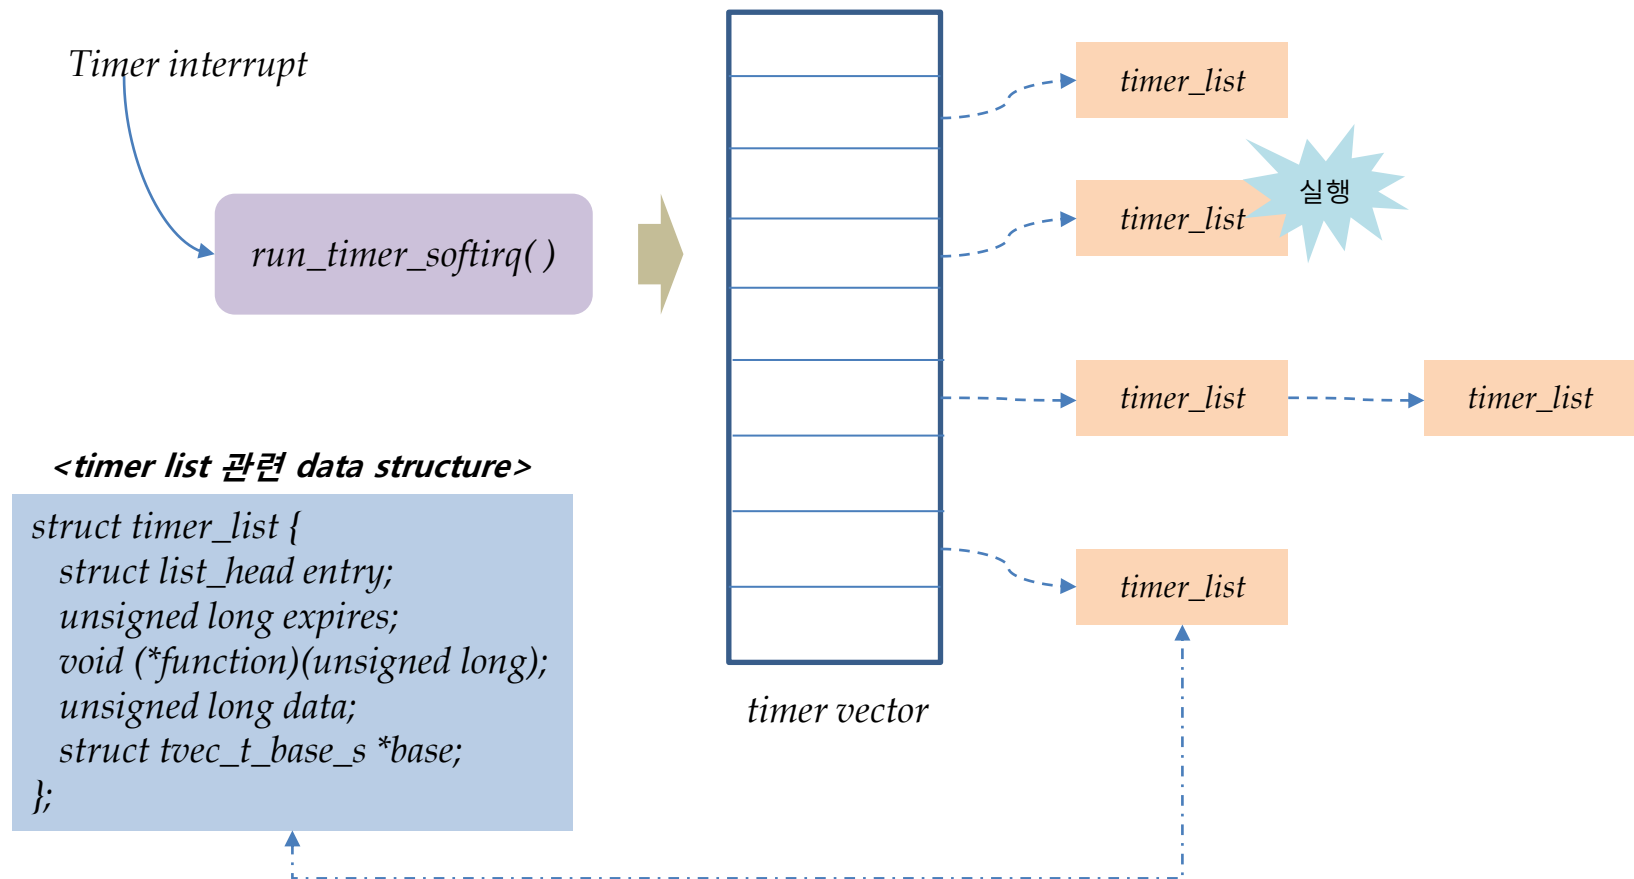 Timer interrupt
run_timer_softirq( )
timer_list
timer_list
실행
timer_list
timer_list
timer_list
timer vector
<timer list 관련 data structure>
struct timer_list {
struct list_head entry;
unsigned long expires;
void (*function)(unsigned long);
unsigned long data;
struct tvec_t_base_s *base;
};